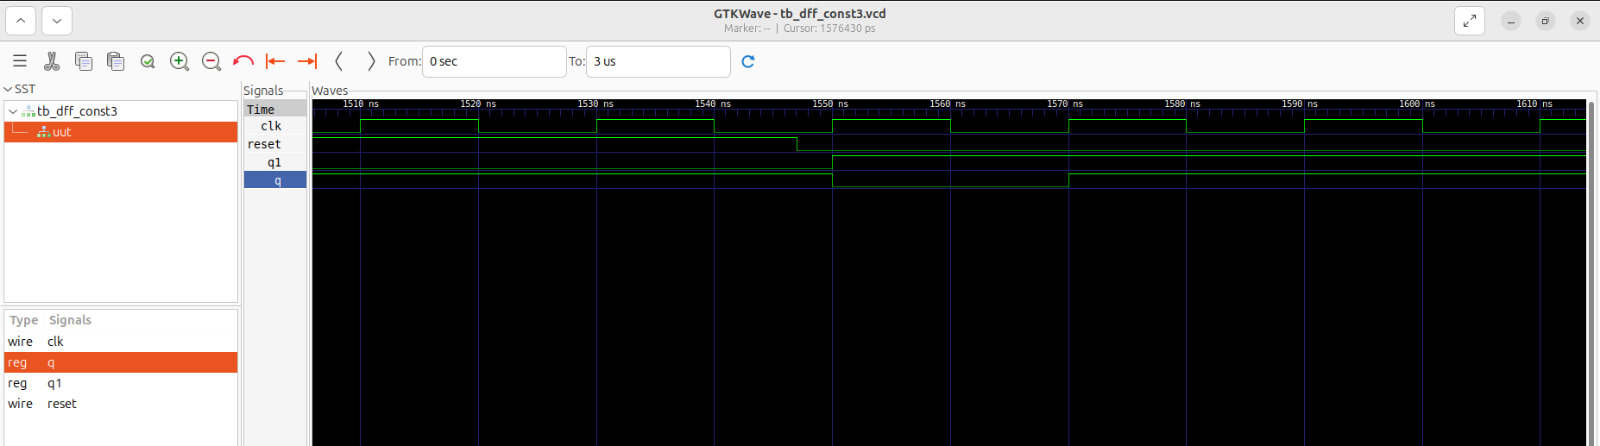 GTKWave - tb_dff_const3.vcd
Marker: -- | Cursor: 1576430 ps
From: 0 sec To: 3 us
SST
tb_dff_const3
uut
Type Signals
wire clk
reg q
reg q1
wire reset
Signals
Time
clk
reset
q1
q
Waves
1510 ns 1520 ns 1530 ns 1540 ns 1550 ns 1560 ns 1570 ns 1580 ns 1590 ns 1600 ns 1610 ns